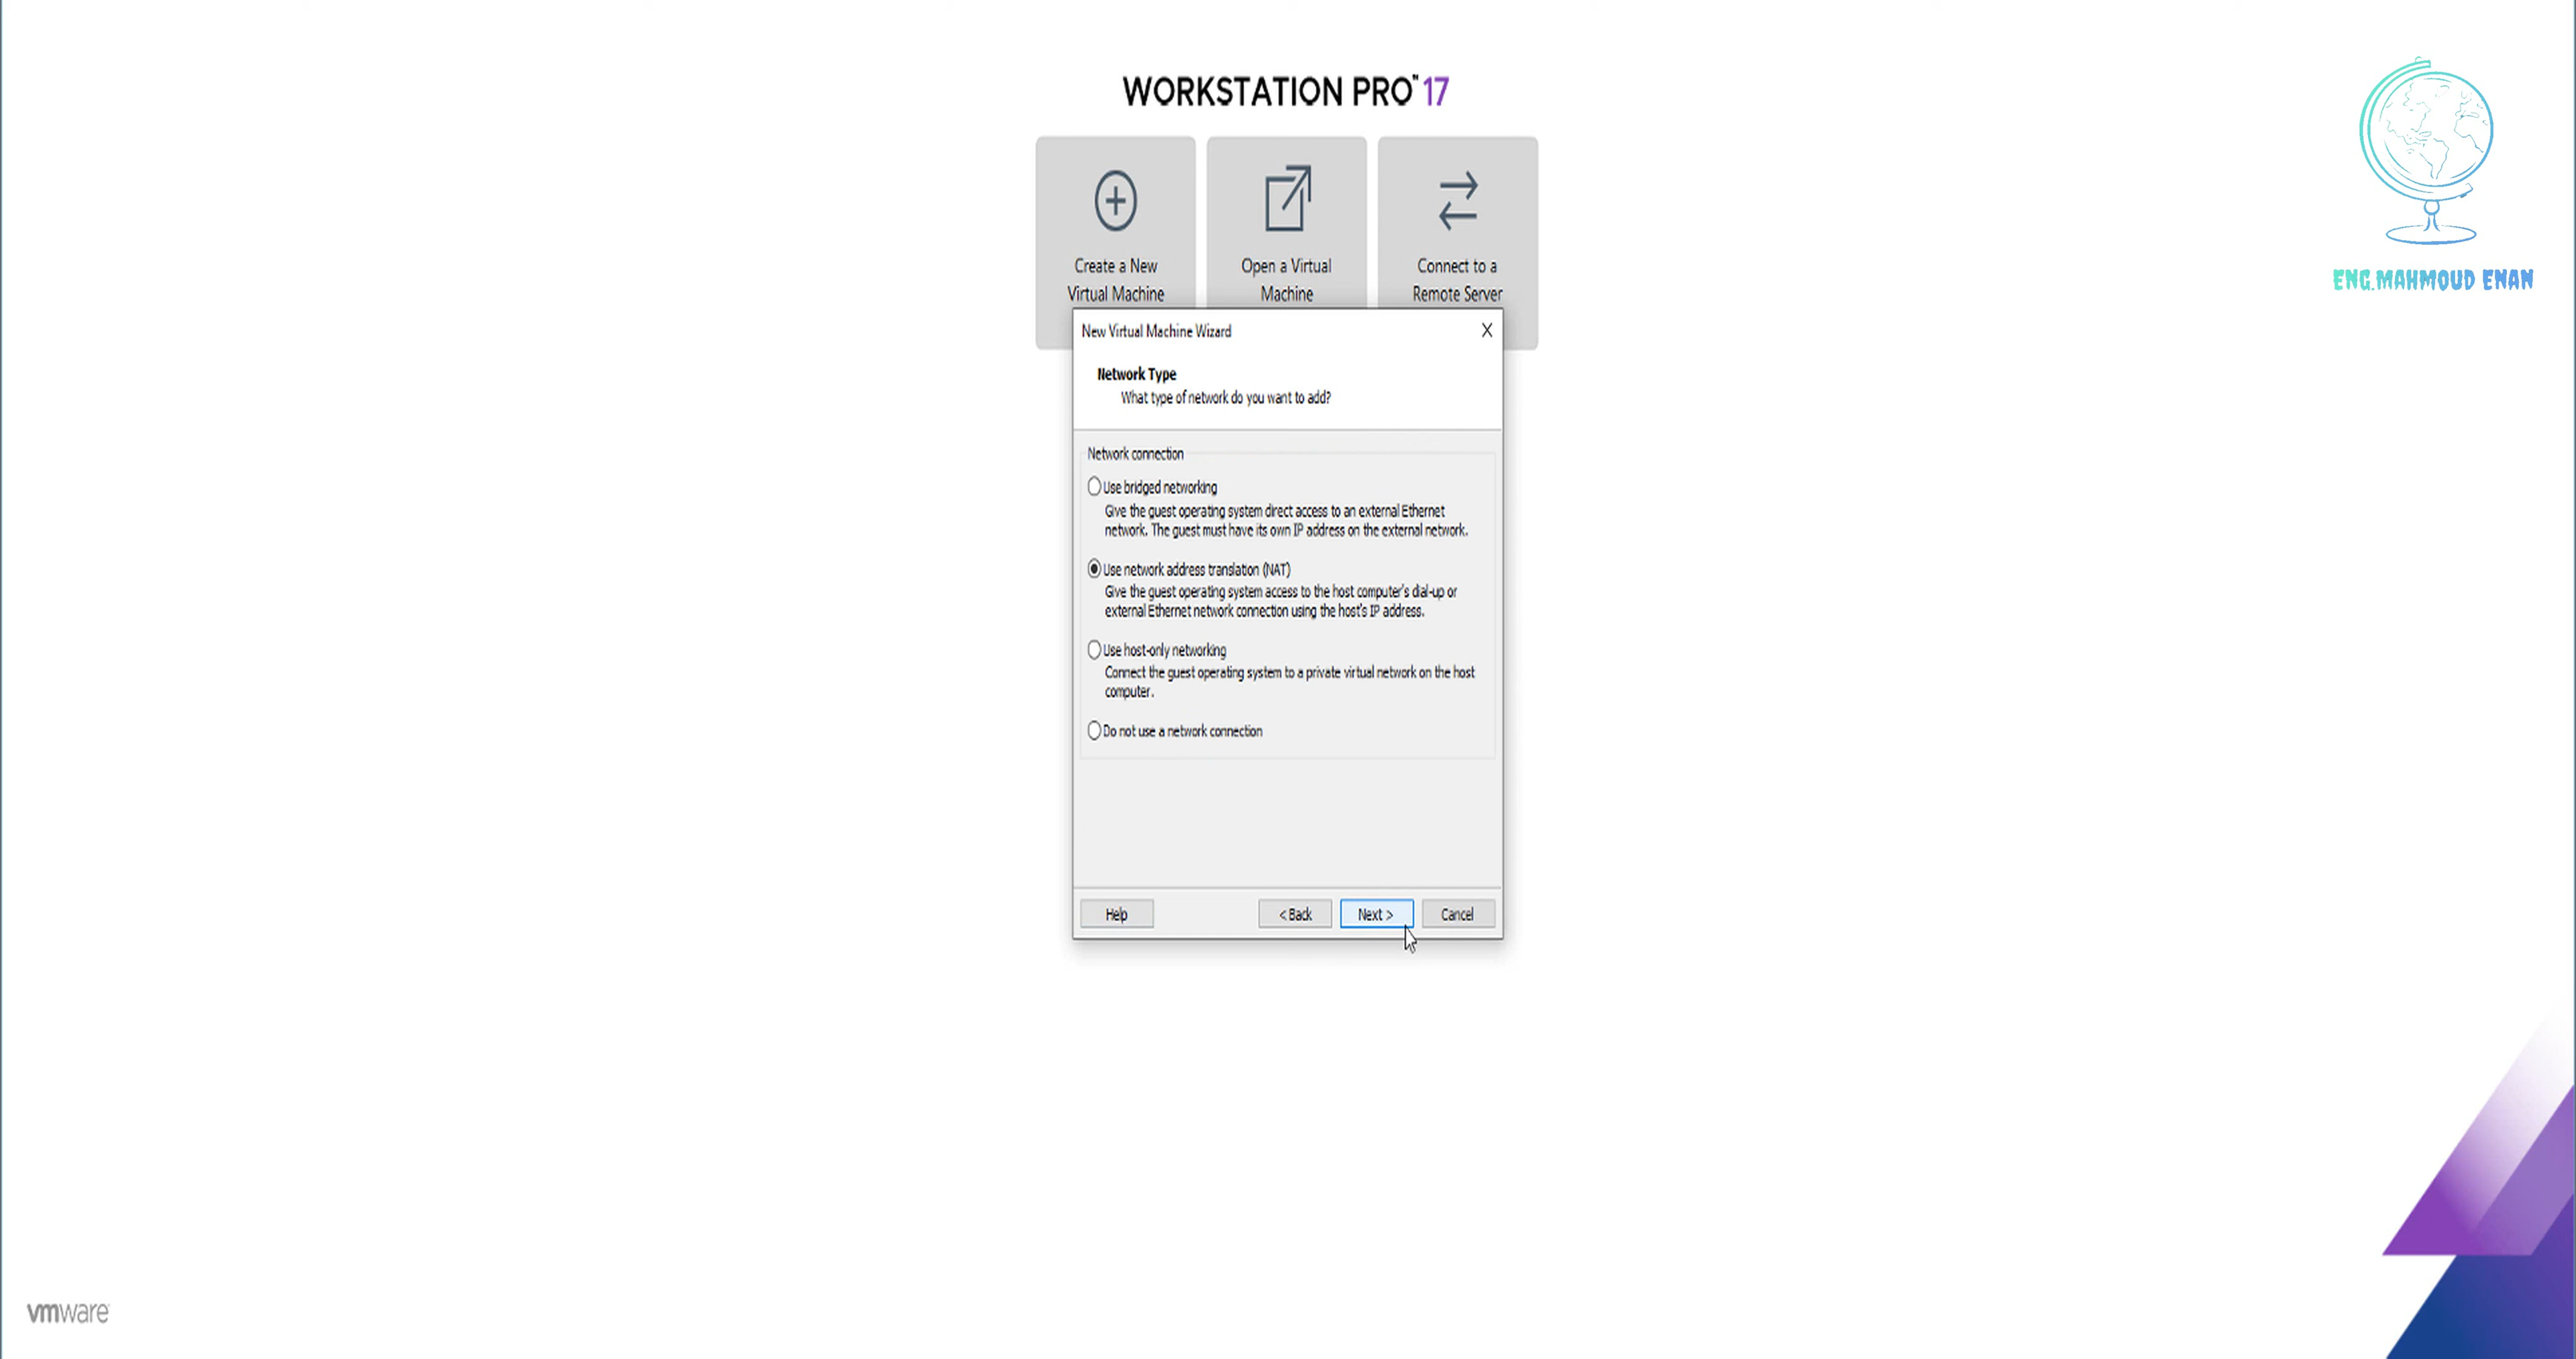 WORKSTATION PRO™ 17
Create a New
Virtual Machine
Open a Virtual
Machine
Connect to a
Remote Server
ENG.MAHMOUD ENAN
New Virtual Machine Wizard
X
Network Type
What type of network do you want to add?
Network connection
Use bridged networking
Give the guest operating system direct access to an external Ethernet
network. The guest must have its own IP address on the external network.
Use network address translation (NAT)
Give the guest operating system access to the host computer's dial-up or
external Ethernet network connection using the host's IP address.
Use host-only networking
Connect the guest operating system to a private virtual network on the host
computer.
Do not use a network connection
Help
< Back
Next >
Cancel
vmware